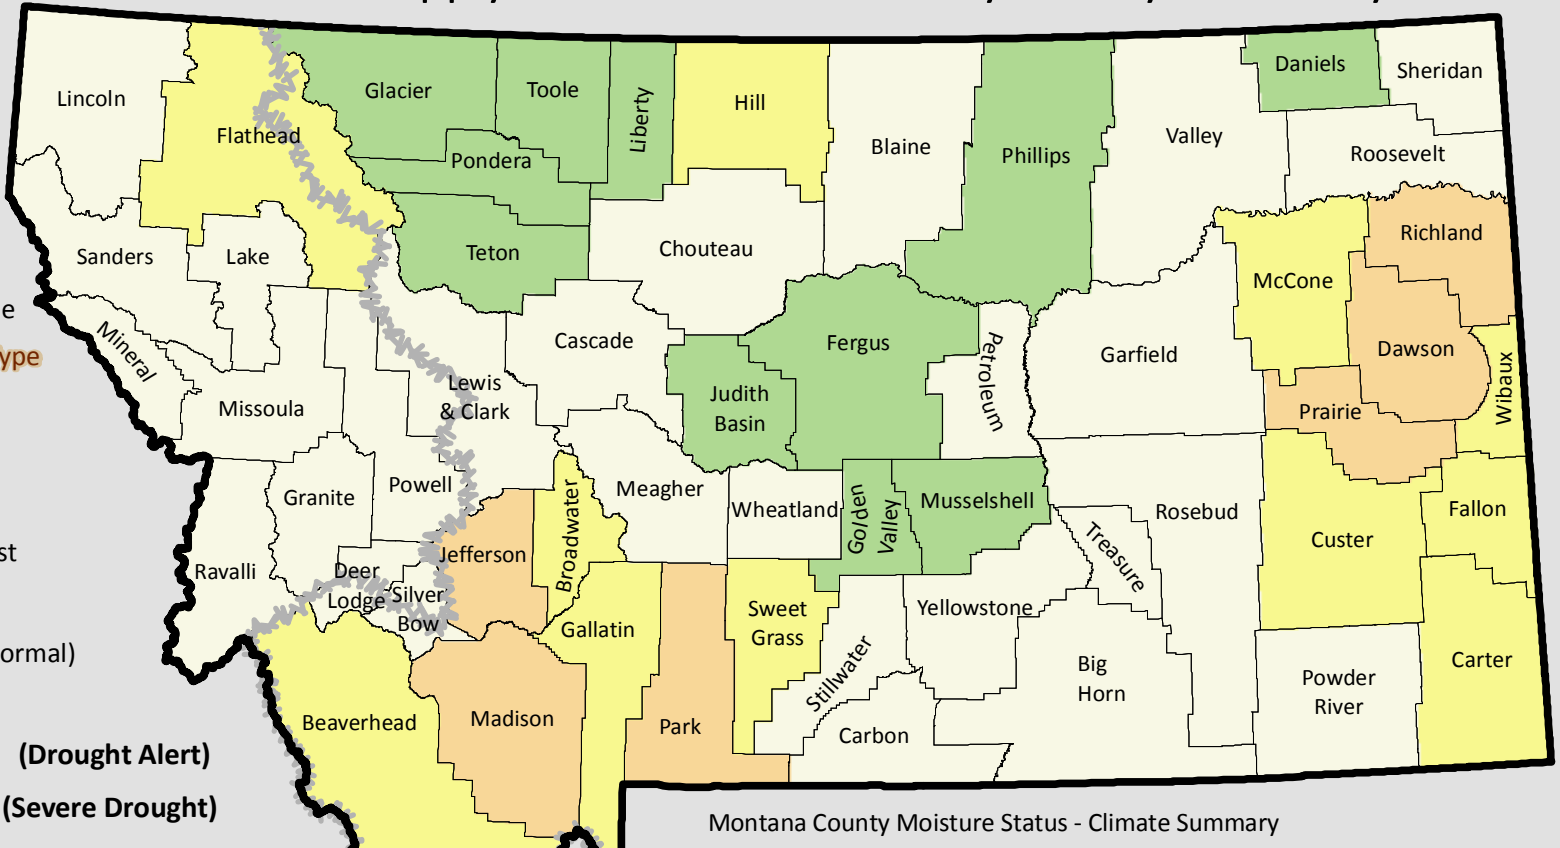 Lincoln
Flathead
Glacier
Toole
Liberty
Hill
Blaine
Phillips
Valley
Daniels
Sheridan
Roosevelt
Pondera
Teton
Chouteau
Sanders
Lake
Richland
McCone
Mineral
Cascade
Fergus
Petroleum
Garfield
Dawson
Wibaux
Missoula
Lewis
& Clark
Judith
Basin
Prairie
Granite
Powell
Meagher
Wheatland
Golden
Valley
Musselshell
Rosebud
Treasure
Custer
Fallon
Ravalli
Deer
Lodge
Silver
Bow
Jefferson
Broadwater
Gallatin
Sweet
Grass
Stillwater
Yellowstone
Big
Horn
Powder
River
Carter
Beaverhead
Madison
Park
Carbon
e
ype
st
ormal)
(Drought Alert)
(Severe Drought)
Montana County Moisture Status - Climate Summary